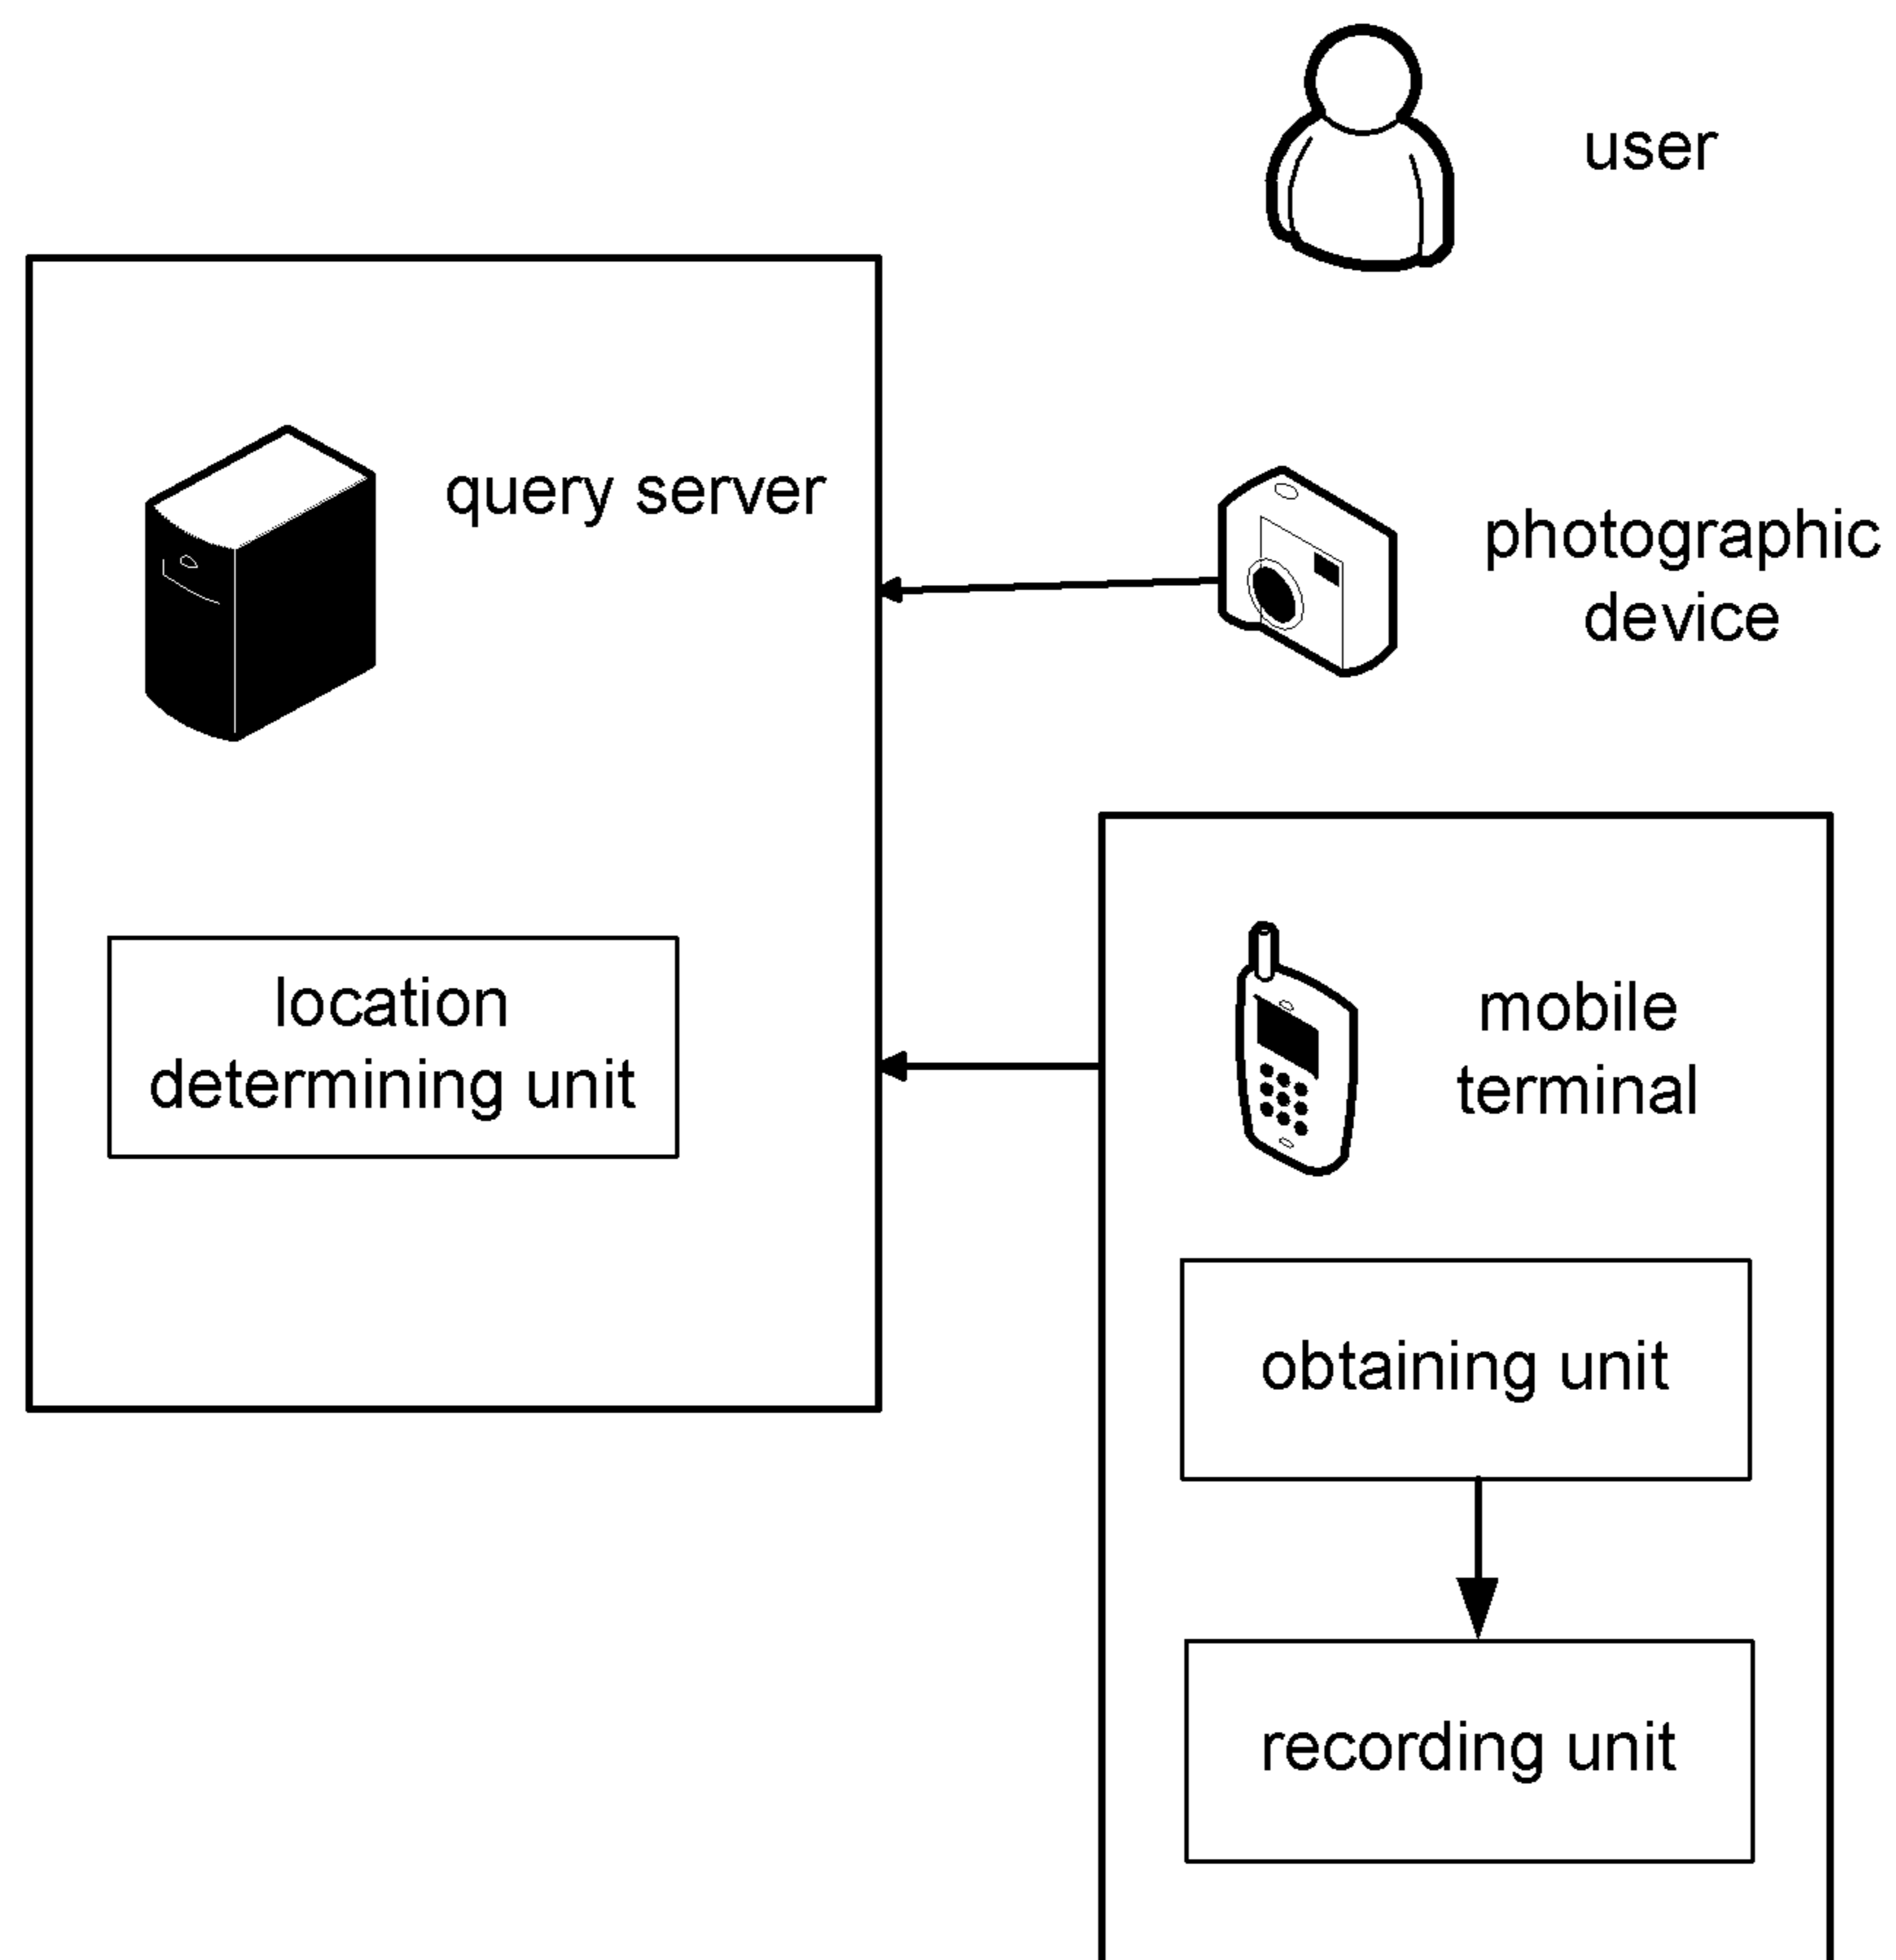 user
query server
photographic
device
location
determining unit
mobile
terminal
obtaining unit
recording unit